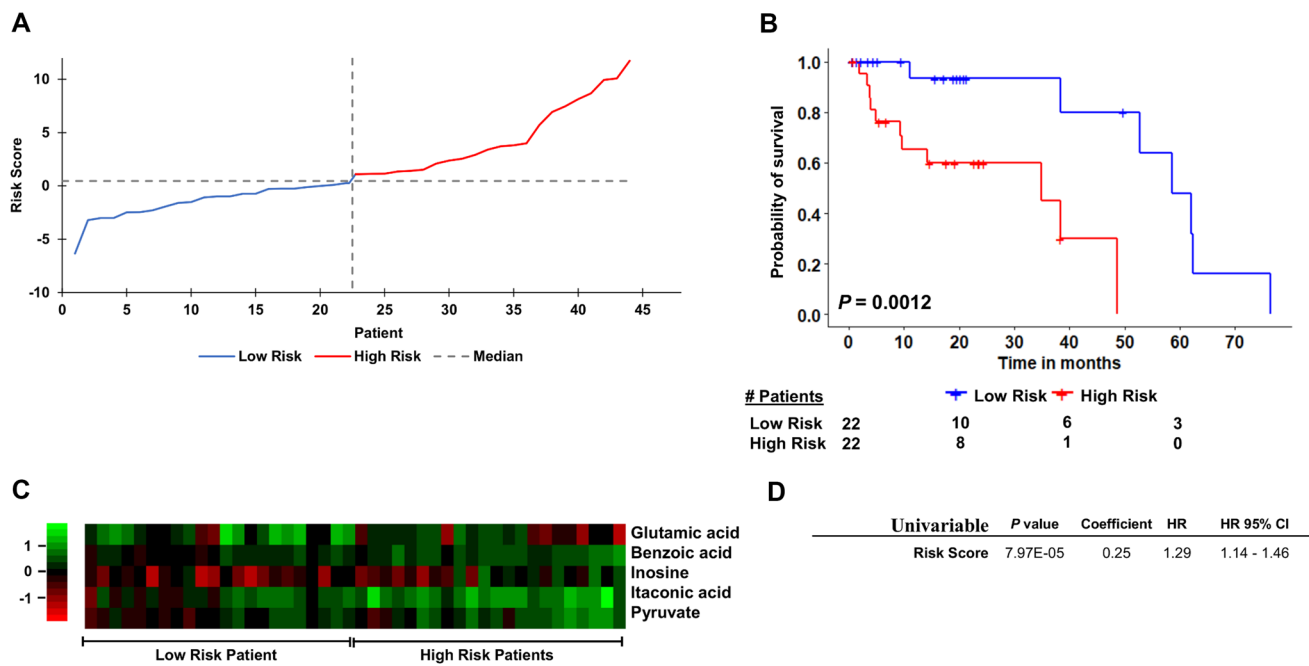 A
Risk Score
10
5
0
-5
-10
0 5 10 15 20 25 30 35 40 45
Patient
Low Risk High Risk Median
B
Probability of survival
1.0
0.8
0.6
0.4
0.2
0.0
P = 0.0012
0 10 20 30 40 50 60 70
Time in months
# Patients
Low Risk High Risk
Low Risk 22 10 6 3
High Risk 22 8 1 0
C
1
0
-1
Glutamic acid
Benzoic acid
Inosine
Itaconic acid
Pyruvate
Low Risk Patient High Risk Patients
D
Univariable P value Coefficient HR HR 95% CI
Risk Score 7.97E-05 0.25 1.29 1.14 - 1.46